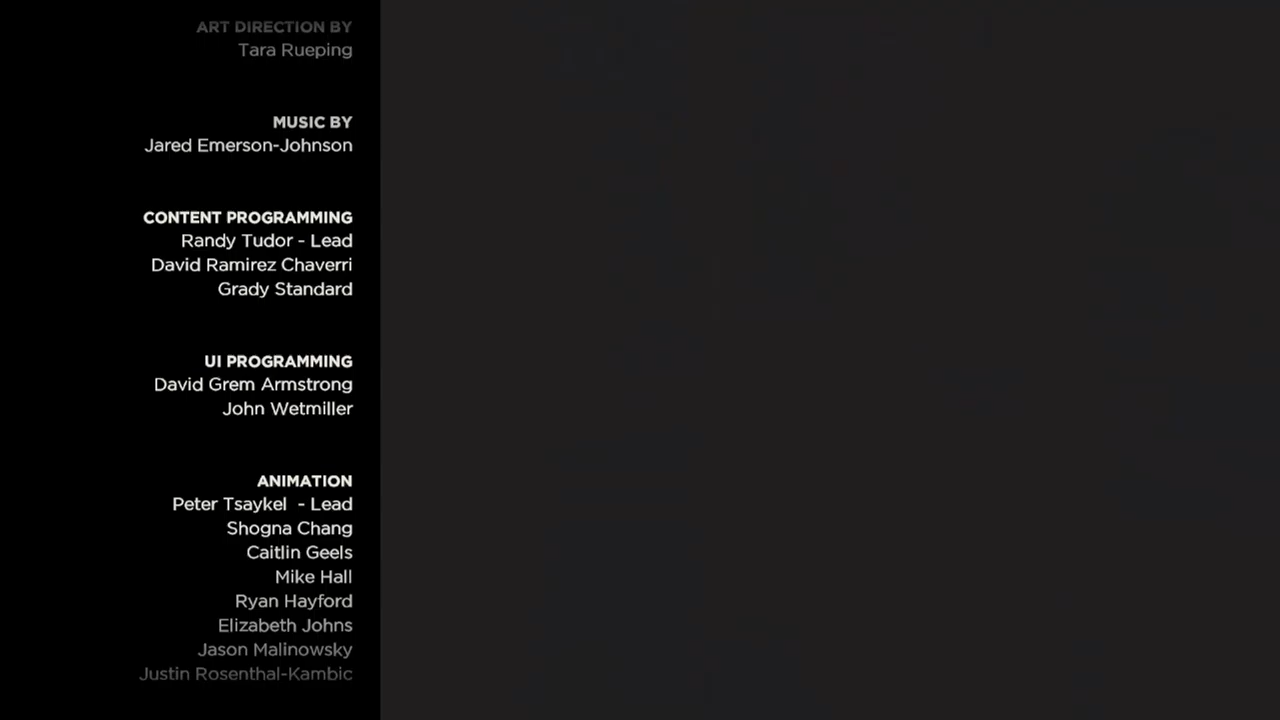 ART DIRECTION BY
Tara Rueping
MUSIC BY
Jared Emerson-Johnson
CONTENT PROGRAMMING
Randy Tudor - Lead
David Ramirez Chaverri
Grady Standard
UI PROGRAMMING
David Grem Armstrong
John Wetmiller
ANIMATION
Peter Tsaykel - Lead
Shogna Chang
Caitlin Geels
Mike Hall
Ryan Hayford
Elizabeth Johns
Jason Malinowsky
Justin Rosenthal-Kambic